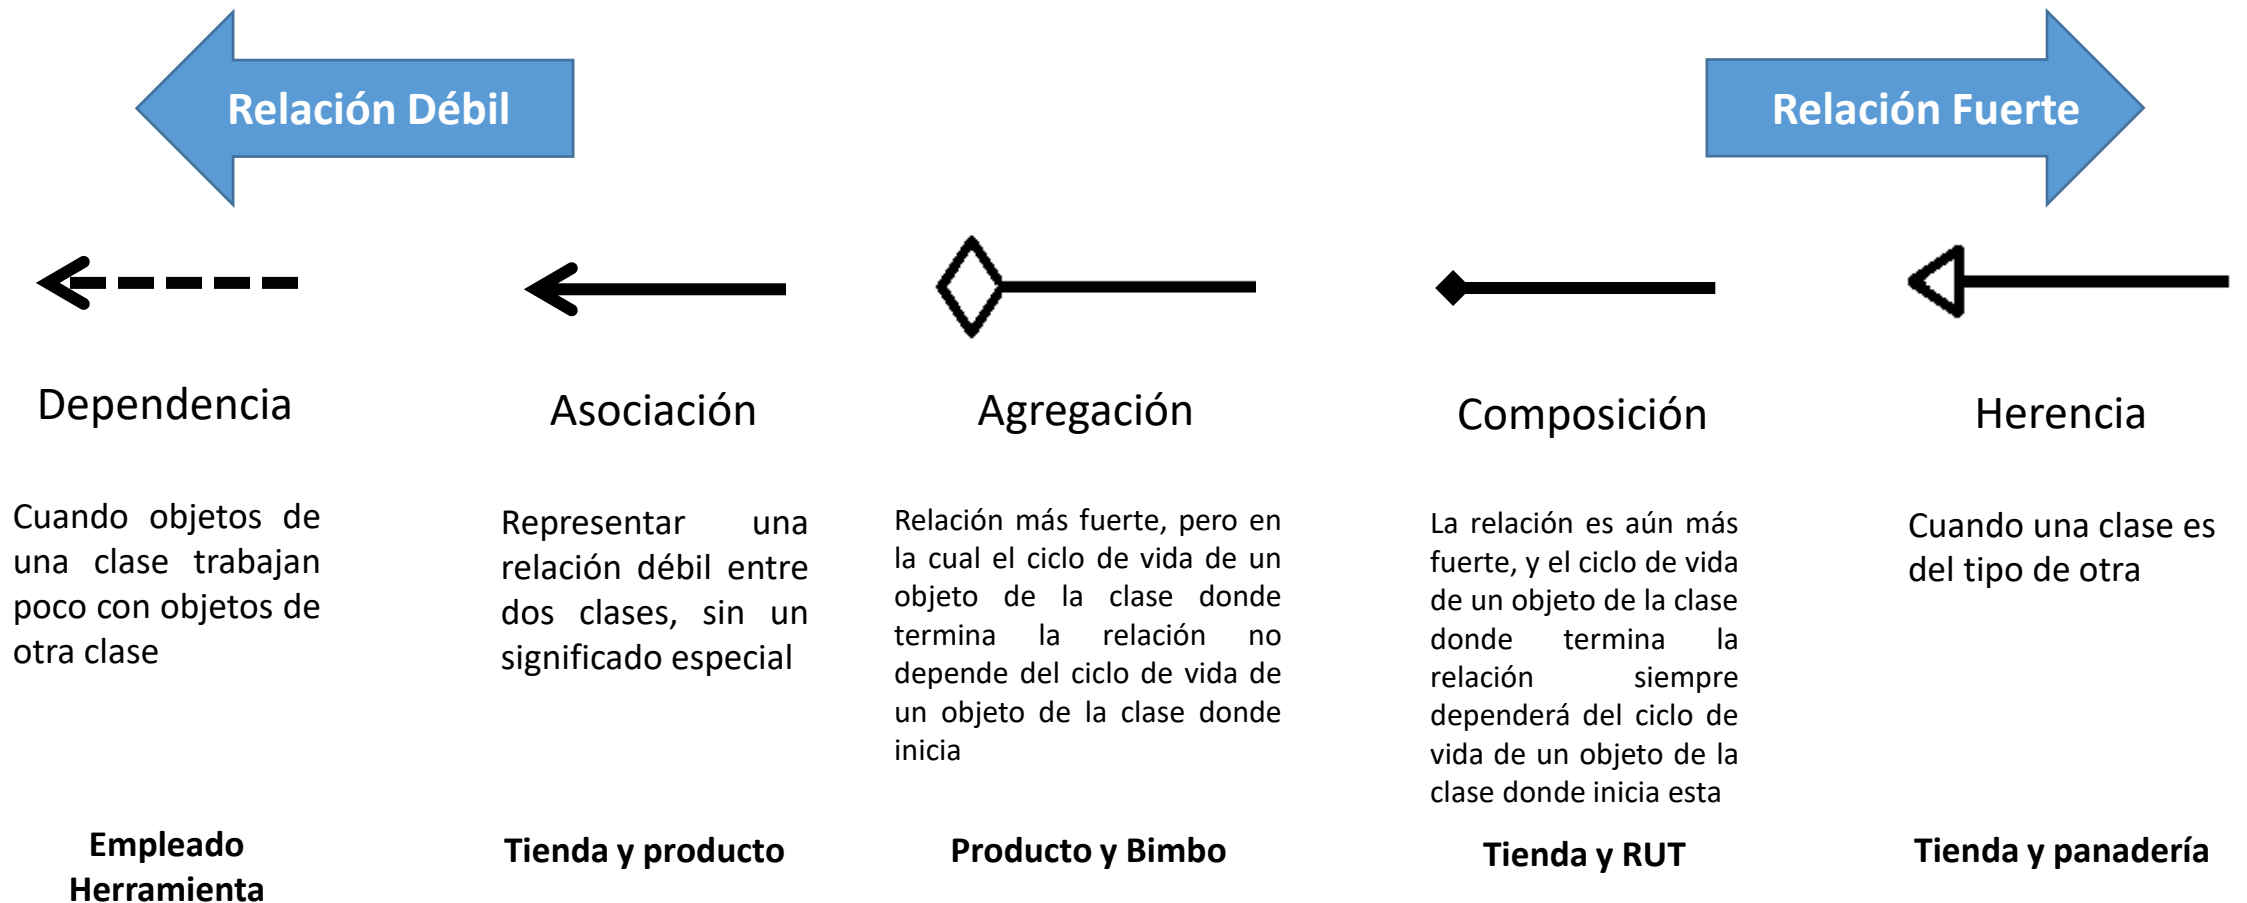 Relación Débil
Relación Fuerte
Dependencia
Cuando objetos de
una clase trabajan
poco con objetos de
otra clase
Empleado
Herramienta
Asociación
Representar una
relación débil entre
dos clases, sin un
significado especial
Tienda y producto
Agregación
Relación más fuerte, pero en
la cual el ciclo de vida de un
objeto de la clase donde
termina la relación no
depende del ciclo de vida de
un objeto de la clase donde
inicia
Producto y Bimbo
Composición
La relación es aún más
fuerte, y el ciclo de vida
de un objeto de la clase
donde termina la
relación siempre
dependerá del ciclo de
vida de un objeto de la
clase donde inicia esta
Tienda y RUT
Herencia
Cuando una clase es
del tipo de otra
Tienda y panadería